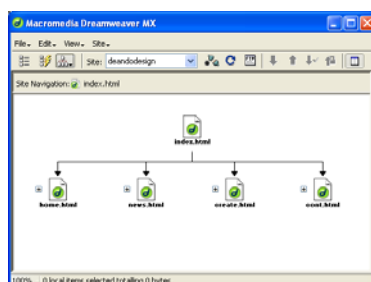 Macromedia Dreamweaver MX
File Edit View Site
Site: deandodesign
Site Navigation: index.html
index.html
home.html news.html create.html cont.html
100% 0 local items selected totalling 0 bytes.